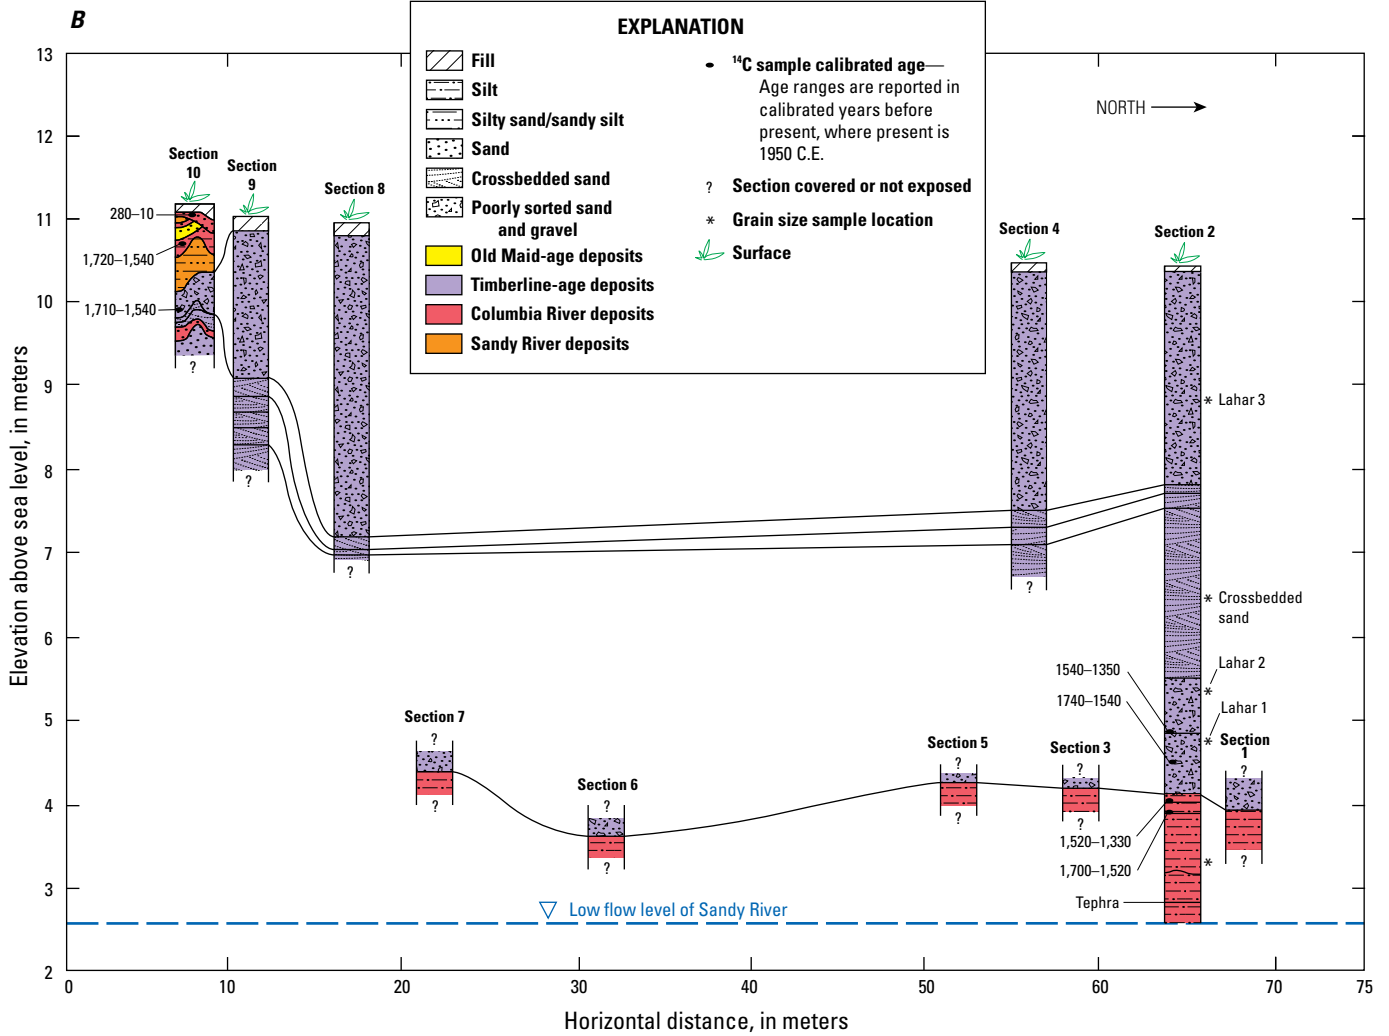 B
EXPLANATION
Fill
Silt
Silty sand/sandy silt
Sand
Crossbedded sand
Poorly sorted sand
and gravel
Old Maid-age deposits
Timberline-age deposits
Columbia River deposits
Sandy River deposits
¹⁴C sample calibrated age—
Age ranges are reported in
calibrated years before
present, where present is
1950 C.E.
? Section covered or not exposed
* Grain size sample location
Surface
NORTH
Elevation above sea level, in meters
13
12
11
10
9
8
7
6
5
4
3
2
Section
10
Section
9
Section 8
Section 4
Section 2
280–10
1,720–1,540
1,710–1,540
?
?
?
?
* Lahar 3
* Crossbedded
sand
Lahar 2
*
Lahar 1
*
1540–1350
1740–1540
Section 7
?
?
Section 6
?
?
Section 5
?
?
Section 3
?
?
Section
1
?
?
1,520–1,330
1,700–1,520
*
Tephra
Low flow level of Sandy River
0
10
20
30
40
50
60
70
75
Horizontal distance, in meters